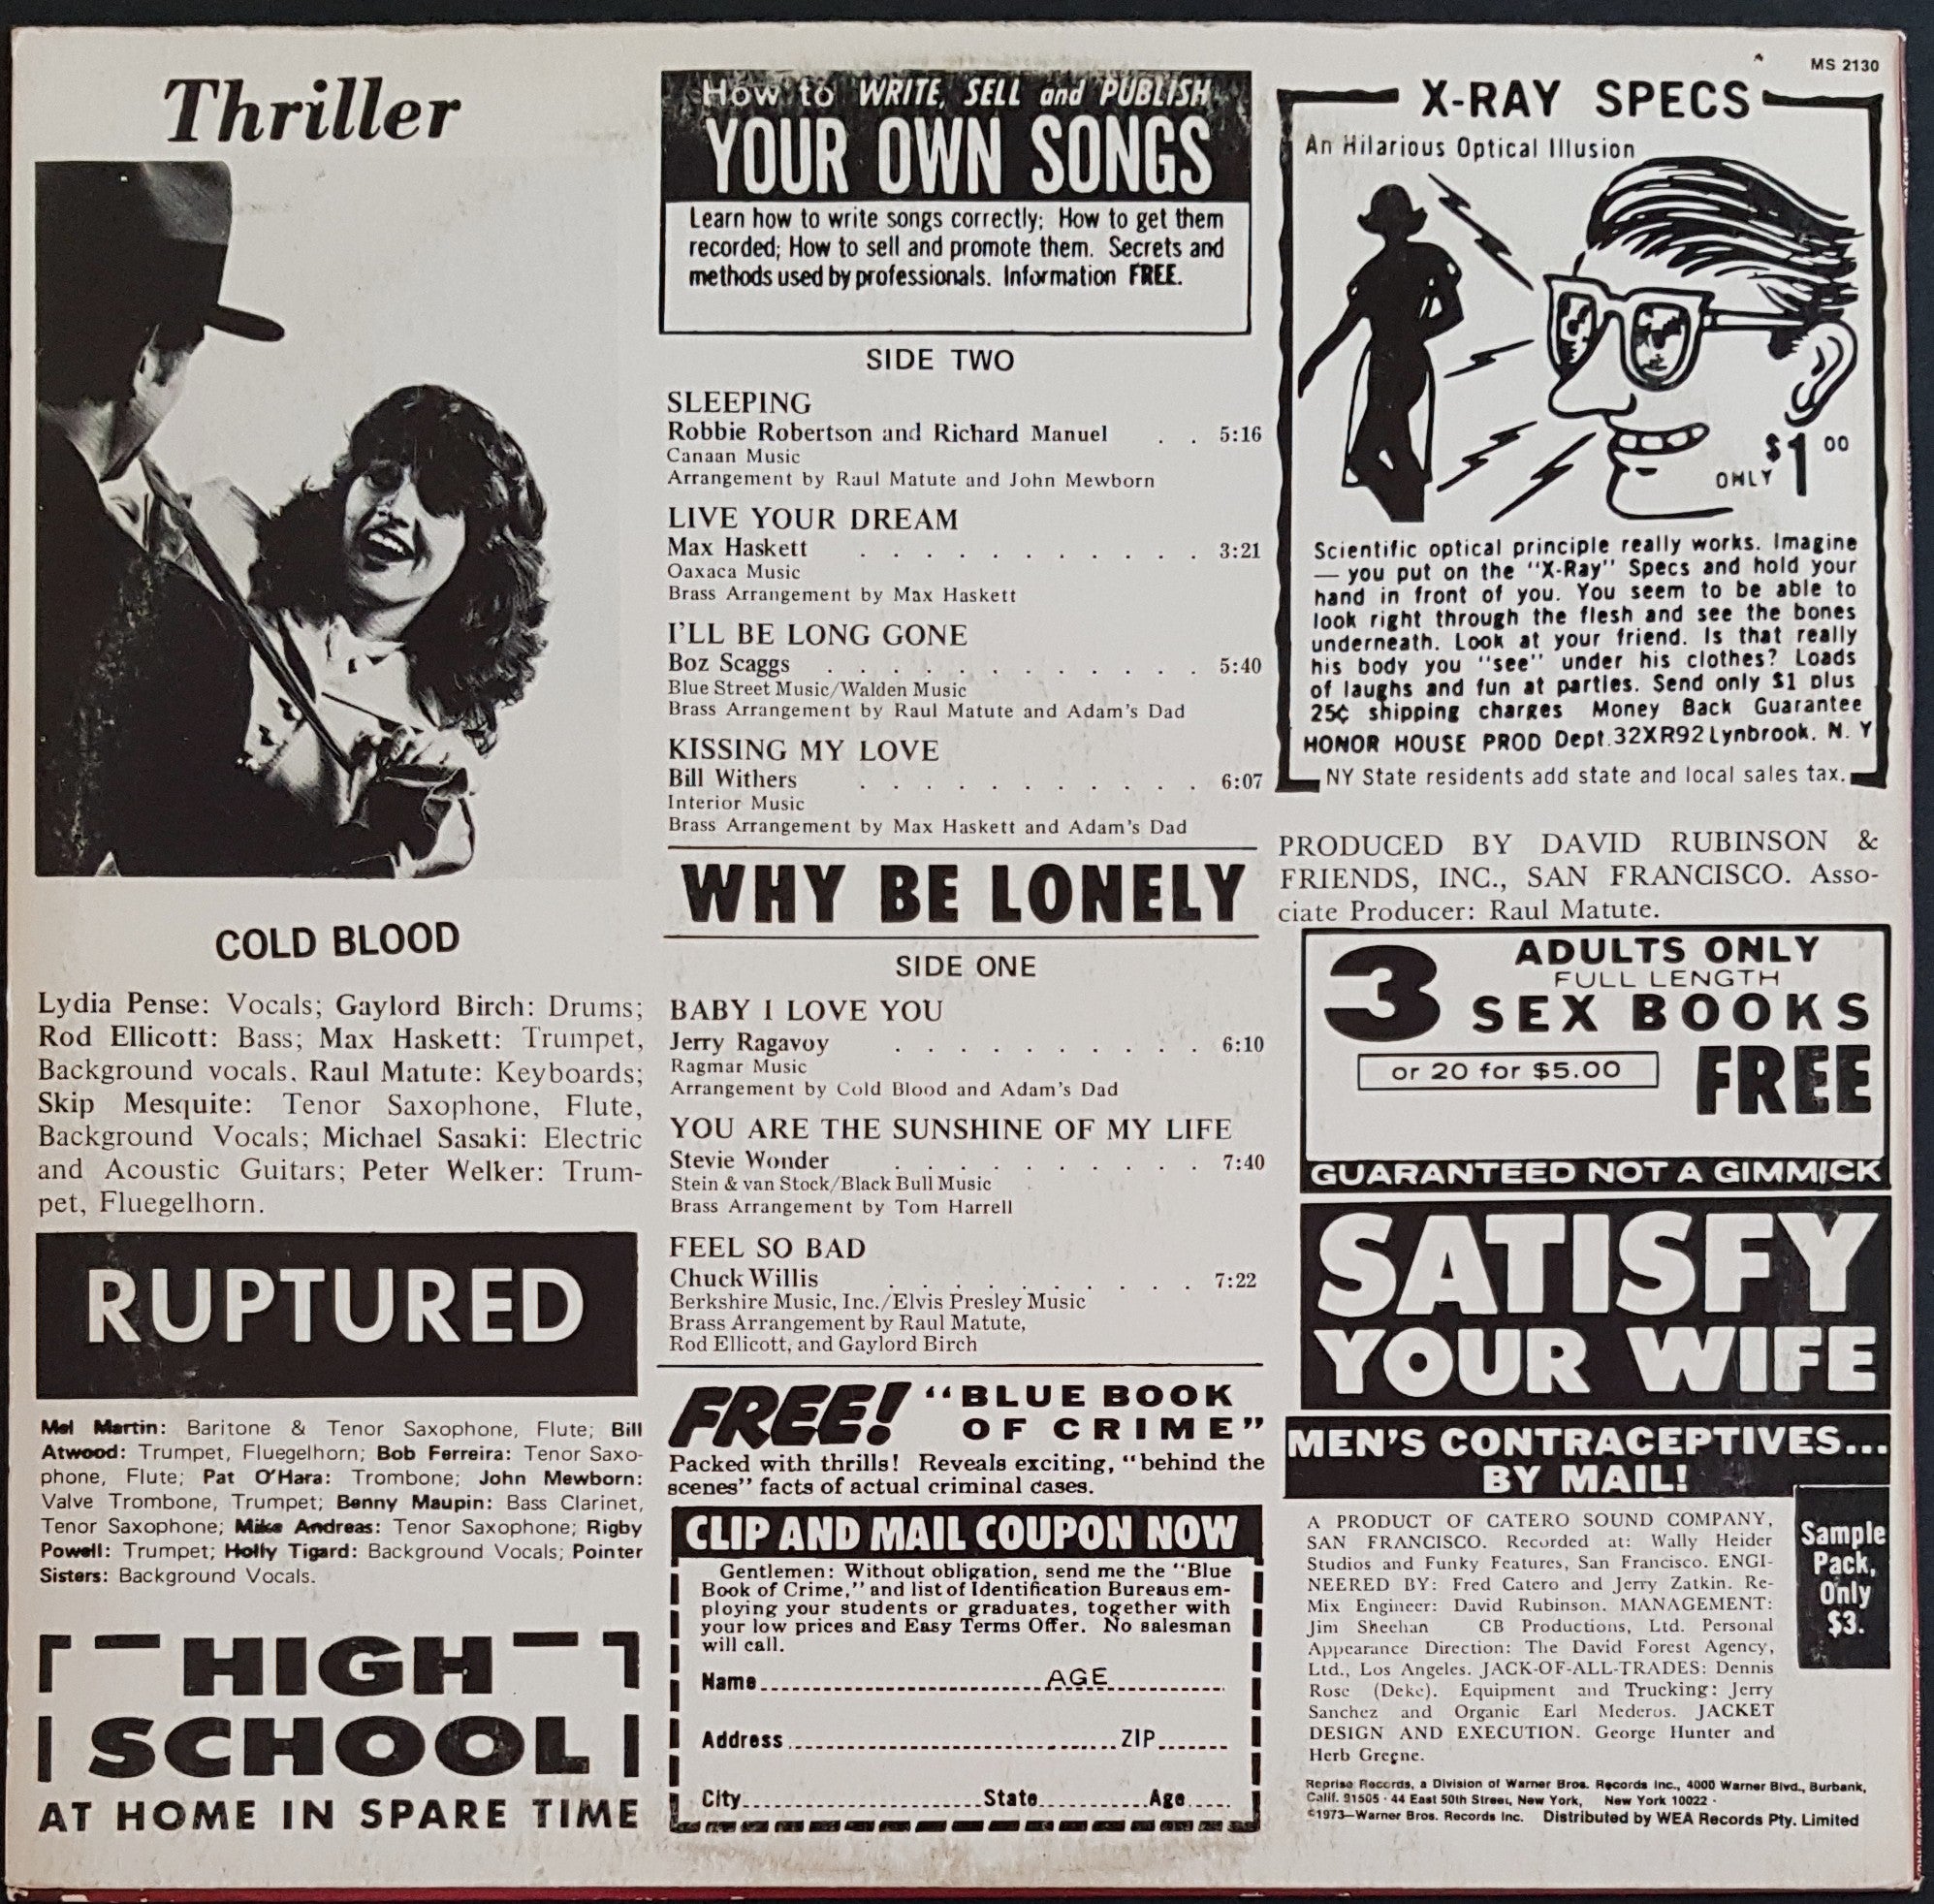 Thriller
COLD BLOOD
Lydia Pense: Vocals; Gaylord Birch: Drums;
Rod Ellicott: Bass; Max Haskett: Trumpet,
Background vocals. Raul Matute: Keyboards;
Skip Mesquite: Tenor Saxophone, Flute,
Background Vocals; Michael Sasaki: Electric
and Acoustic Guitars; Peter Welker: Trum-
pet, Fluegelhorn.
RUPTURED
Mel Martin: Baritone & Tenor Saxophone, Flute; Bill
Atwood: Trumpet, Fluegelhorn; Bob Ferreira: Tenor Saxo-
phone, Flute; Pat O'Hara: Trombone; John Mewborn:
Valve Trombone, Trumpet; Benny Maupin: Bass Clarinet,
Tenor Saxophone; Mike Andreas: Tenor Saxophone; Rigby
Powell: Trumpet; Holly Tigard: Background Vocals; Pointer
Sisters: Background Vocals.
HIGH
SCHOOL
AT HOME IN SPARE TIME
How to WRITE, SELL and PUBLISH
YOUR OWN SONGS
Learn how to write songs correctly; How to get them
recorded; How to sell and promote them. Secrets and
methods used by professionals. Information FREE.
SIDE TWO
SLEEPING
Robbie Robertson and Richard Manuel . . 5:16
Canaan Music
Arrangement by Raul Matute and John Mewborn
LIVE YOUR DREAM
Max Haskett . . . . . . . . . . . 3:21
Oaxaca Music
Brass Arrangement by Max Haskett
I'LL BE LONG GONE
Boz Scaggs . . . . . . . . . . . . 5:40
Blue Street Music/Walden Music
Brass Arrangement by Raul Matute and Adam's Dad
KISSING MY LOVE
Bill Withers . . . . . . . . . . . 6:07
Interior Music
Brass Arrangement by Max Haskett and Adam's Dad
WHY BE LONELY
SIDE ONE
BABY I LOVE YOU
Jerry Ragavoy . . . . . . . . . . 6:10
Ragmar Music
Arrangement by Cold Blood and Adam's Dad
YOU ARE THE SUNSHINE OF MY LIFE
Stevie Wonder . . . . . . . . . . 7:40
Stein & van Stock/Black Bull Music
Brass Arrangement by Tom Harrell
FEEL SO BAD
Chuck Willis . . . . . . . . . . 7:22
Berkshire Music, Inc./Elvis Presley Music
Brass Arrangement by Raul Matute,
Rod Ellicott, and Gaylord Birch
FREE! "BLUE BOOK
OF CRIME"
Packed with thrills! Reveals exciting, "behind the
scenes" facts of actual criminal cases.
CLIP AND MAIL COUPON NOW
Gentlemen: Without obligation, send me the "Blue
Book of Crime," and list of Identification Bureaus em-
ploying your students or graduates, together with
your low prices and Easy Terms Offer. No salesman
will call.
Name AGE
Address ZIP
City State Age
MS 2130
X-RAY SPECS
An Hilarious Optical Illusion
ONLY $1 00
Scientific optical principle really works. Imagine
— you put on the "X-Ray" Specs and hold your
hand in front of you. You seem to be able to
look right through the flesh and see the bones
underneath. Look at your friend. Is that really
his body you "see" under his clothes? Loads
of laughs and fun at parties. Send only $1 plus
25¢ shipping charges Money Back Guarantee
HONOR HOUSE PROD Dept.32XR92 Lynbrook, N. Y
NY State residents add state and local sales tax.
PRODUCED BY DAVID RUBINSON &
FRIENDS, INC., SAN FRANCISCO. Asso-
ciate Producer: Raul Matute.
3 ADULTS ONLY
FULL LENGTH
SEX BOOKS
or 20 for $5.00 FREE
GUARANTEED NOT A GIMMICK
SATISFY
YOUR WIFE
MEN'S CONTRACEPTIVES...
BY MAIL!
Sample
Pack,
Only
$3.
A PRODUCT OF CATERO SOUND COMPANY,
SAN FRANCISCO. Recorded at: Wally Heider
Studios and Funky Features, San Francisco. ENGI-
NEERED BY: Fred Catero and Jerry Zatkin. Re-
Mix Engineer: David Rubinson. MANAGEMENT:
Jim Sheehan CB Productions, Ltd. Personal
Appearance Direction: The David Forest Agency,
Ltd., Los Angeles. JACK-OF-ALL-TRADES: Dennis
Rose (Deke). Equipment and Trucking: Jerry
Sanchez and Organic Earl Mederos. JACKET
DESIGN AND EXECUTION. George Hunter and
Herb Greene.
Reprise Records, a Division of Warner Bros. Records Inc., 4000 Warner Blvd., Burbank,
Calif. 91505 · 44 East 50th Street, New York, New York 10022 ·
©1973—Warner Bros. Records Inc. Distributed by WEA Records Pty. Limited